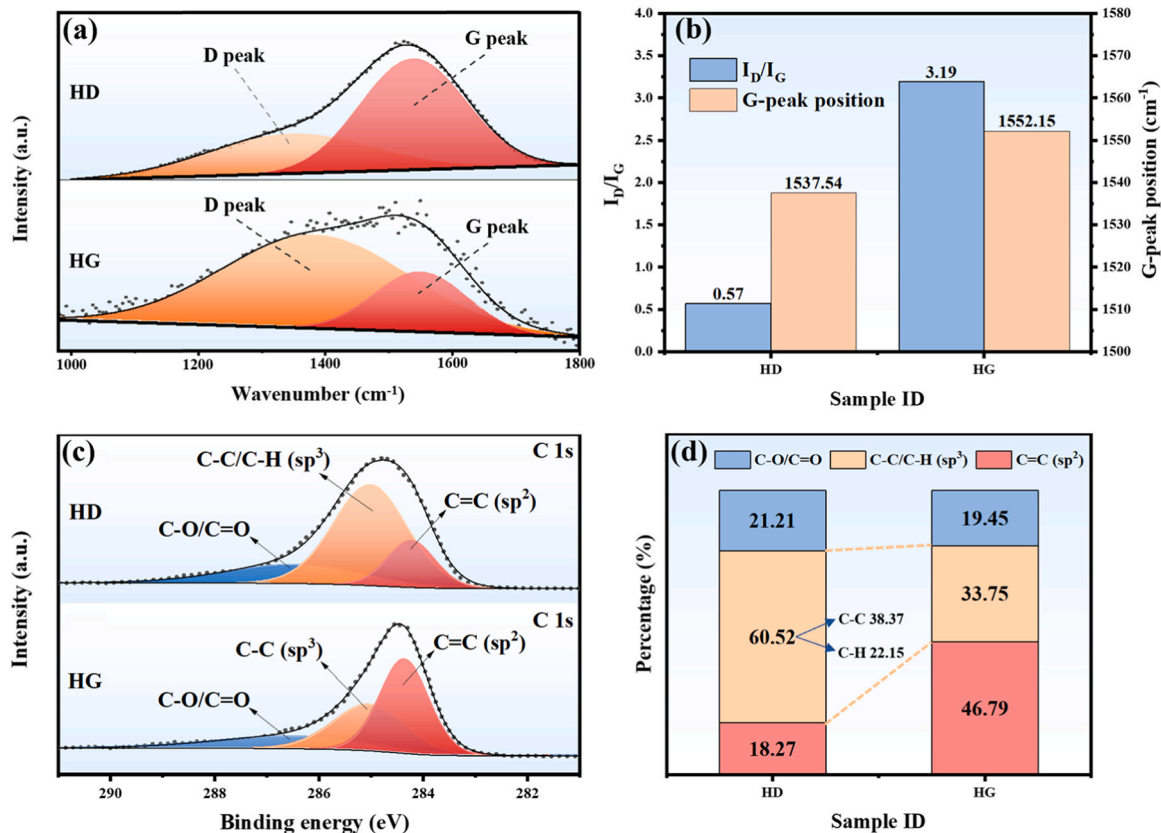 (a)
D peak
G peak
HD
D peak
G peak
HG
Intensity (a.u.)
1000 1200 1400 1600 1800
Wavenumber (cm⁻¹)
(b)
I_D/I_G
G-peak position
0.57
1537.54
3.19
1552.15
4.0
3.5
3.0
2.5
2.0
1.5
1.0
0.5
0.0
I_D/I_G
1580
1570
1560
1550
1540
1530
1520
1510
1500
G-peak position (cm⁻¹)
HD HG
Sample ID
(c)
C 1s
C-C/C-H (sp³)
C=C (sp²)
HD
C-O/C=O
C 1s
C=C (sp²)
C-C (sp³)
HG
C-O/C=O
Intensity (a.u.)
290 288 286 284 282
Binding energy (eV)
(d)
C-O/C=O C-C/C-H (sp³) C=C (sp²)
21.21
19.45
60.52
C-C 38.37
C-H 22.15
33.75
18.27
46.79
Percentage (%)
HD HG
Sample ID